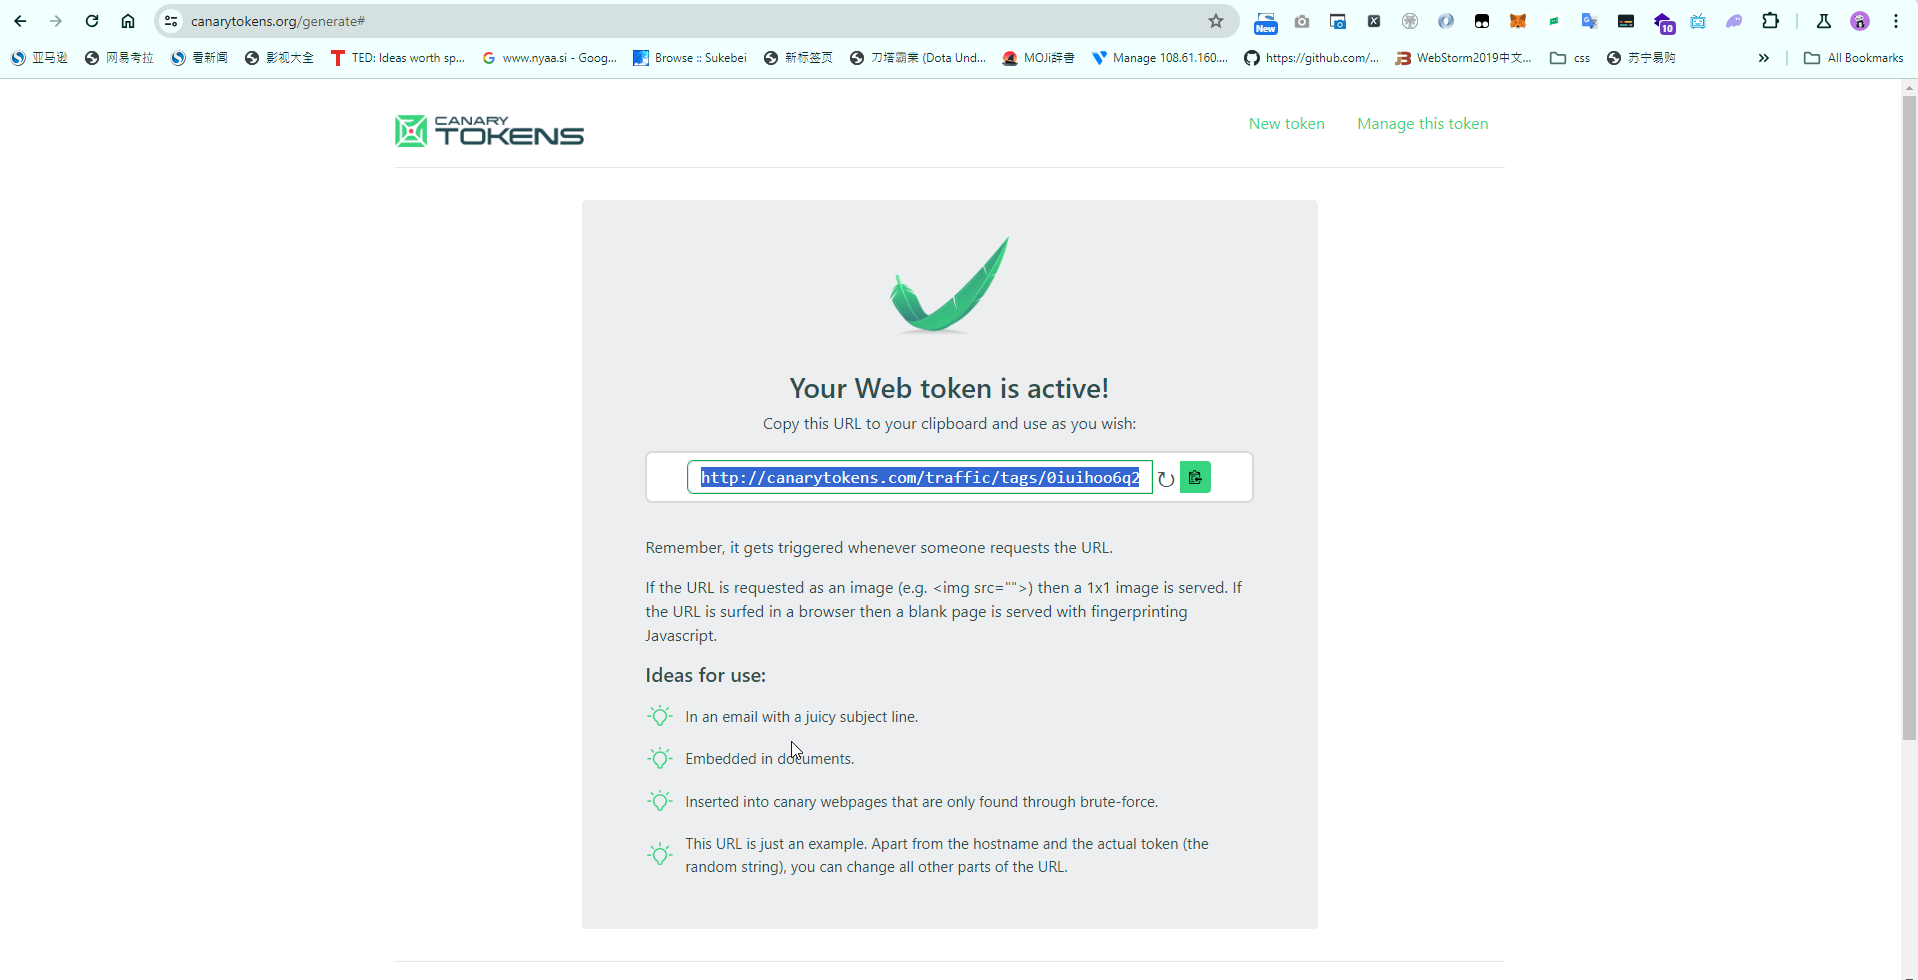 canarytokens.org/generate#
New
10
亚马逊 网易考拉 看新闻 影视大全 TED: Ideas worth sp... www.nyaa.si - Goog... Browse :: Sukebei 新标签页 刀塔霸業 (Dota Und... MOJi辞書 Manage 108.61.160.... https://github.com/... WebStorm2019中文... css 苏宁易购 » All Bookmarks
CANARY
TOKENS
New token Manage this token
Your Web token is active!
Copy this URL to your clipboard and use as you wish:
http://canarytokens.com/traffic/tags/0iuihoo6q2
Remember, it gets triggered whenever someone requests the URL.
If the URL is requested as an image (e.g. <img src="">) then a 1x1 image is served. If
the URL is surfed in a browser then a blank page is served with fingerprinting
Javascript.
Ideas for use:
In an email with a juicy subject line.
Embedded in documents.
Inserted into canary webpages that are only found through brute-force.
This URL is just an example. Apart from the hostname and the actual token (the
random string), you can change all other parts of the URL.